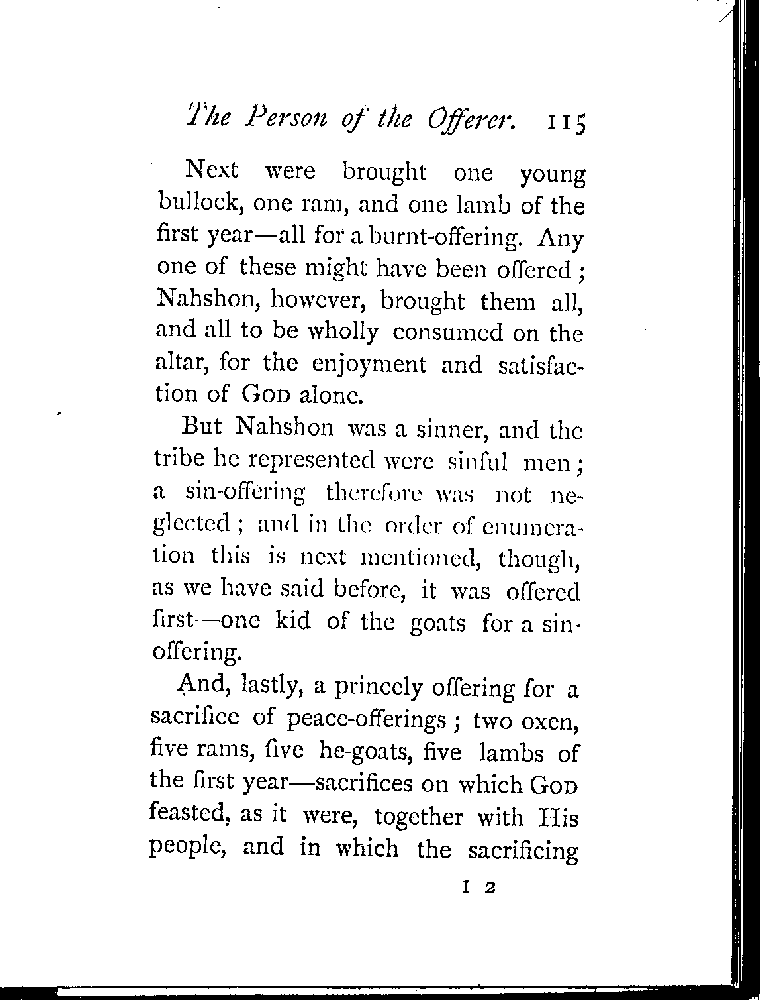 The Person of the Offerer. 115
Next were brought one young
bullock, one ram, and one lamb of the
first year—all for a burnt-offering. Any
one of these might have been offered;
Nahshon, however, brought them all,
and all to be wholly consumed on the
altar, for the enjoyment and satisfac-
tion of GOD alone.
But Nahshon was a sinner, and the
tribe he represented were sinful men;
a sin-offering therefore was not ne-
glected; and in the order of enumera-
tion this is next mentioned, though,
as we have said before, it was offered
first—one kid of the goats for a sin-
offering.
And, lastly, a princely offering for a
sacrifice of peace-offerings; two oxen,
five rams, five he-goats, five lambs of
the first year—sacrifices on which GOD
feasted, as it were, together with His
people, and in which the sacrificing
I 2